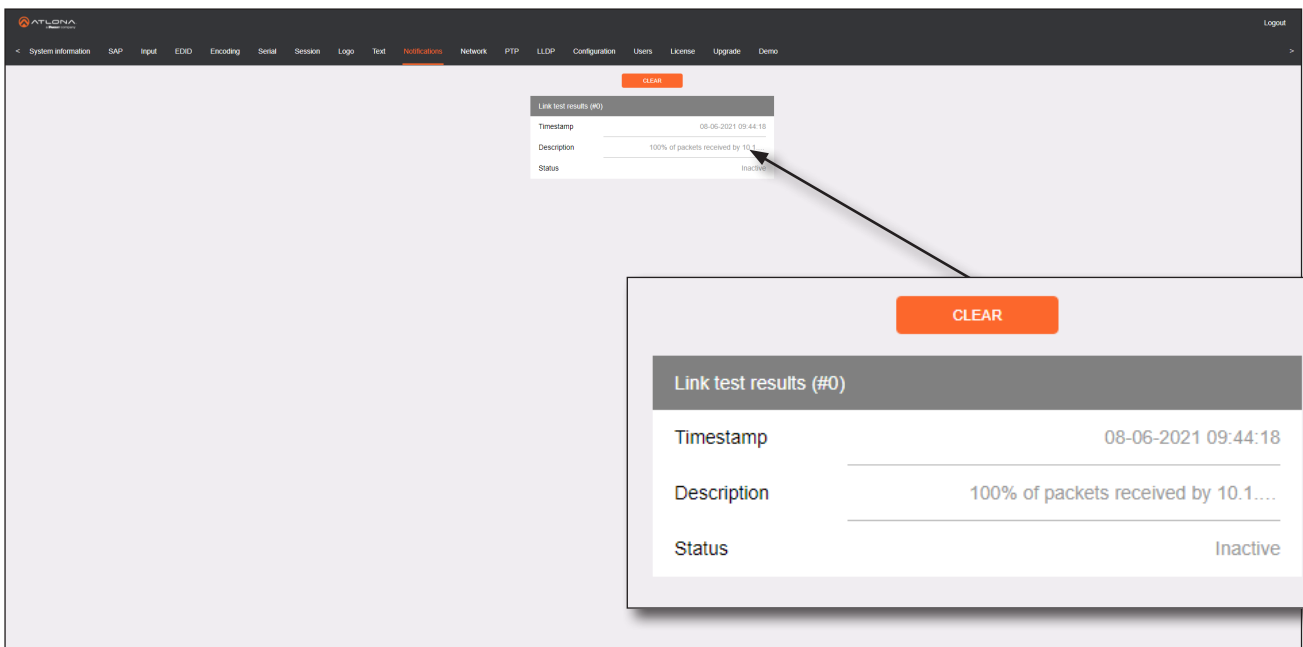 ATLONA
Logout
< System information SAP Input EDID Encoding Serial Session Logo Text Notifications Network PTP LLDP Configuration Users License Upgrade Demo >
CLEAR
Link test results (#0)
Timestamp 08-06-2021 09:44:18
Description 100% of packets received by 10.1....
Status Inactive
CLEAR
Link test results (#0)
Timestamp 08-06-2021 09:44:18
Description 100% of packets received by 10.1....
Status Inactive